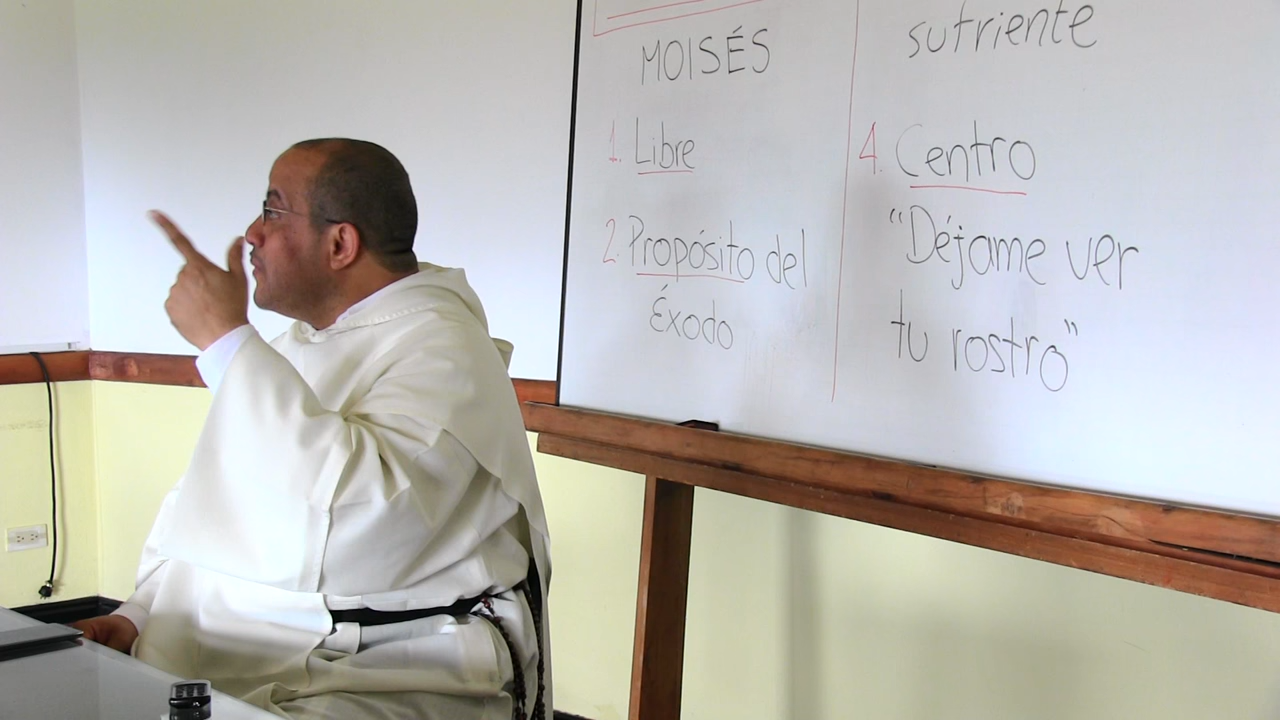 MOISÉS
1. Libre
2. Propósito del
Éxodo
sufriente
4. Centro
"Déjame ver
tu rostro"